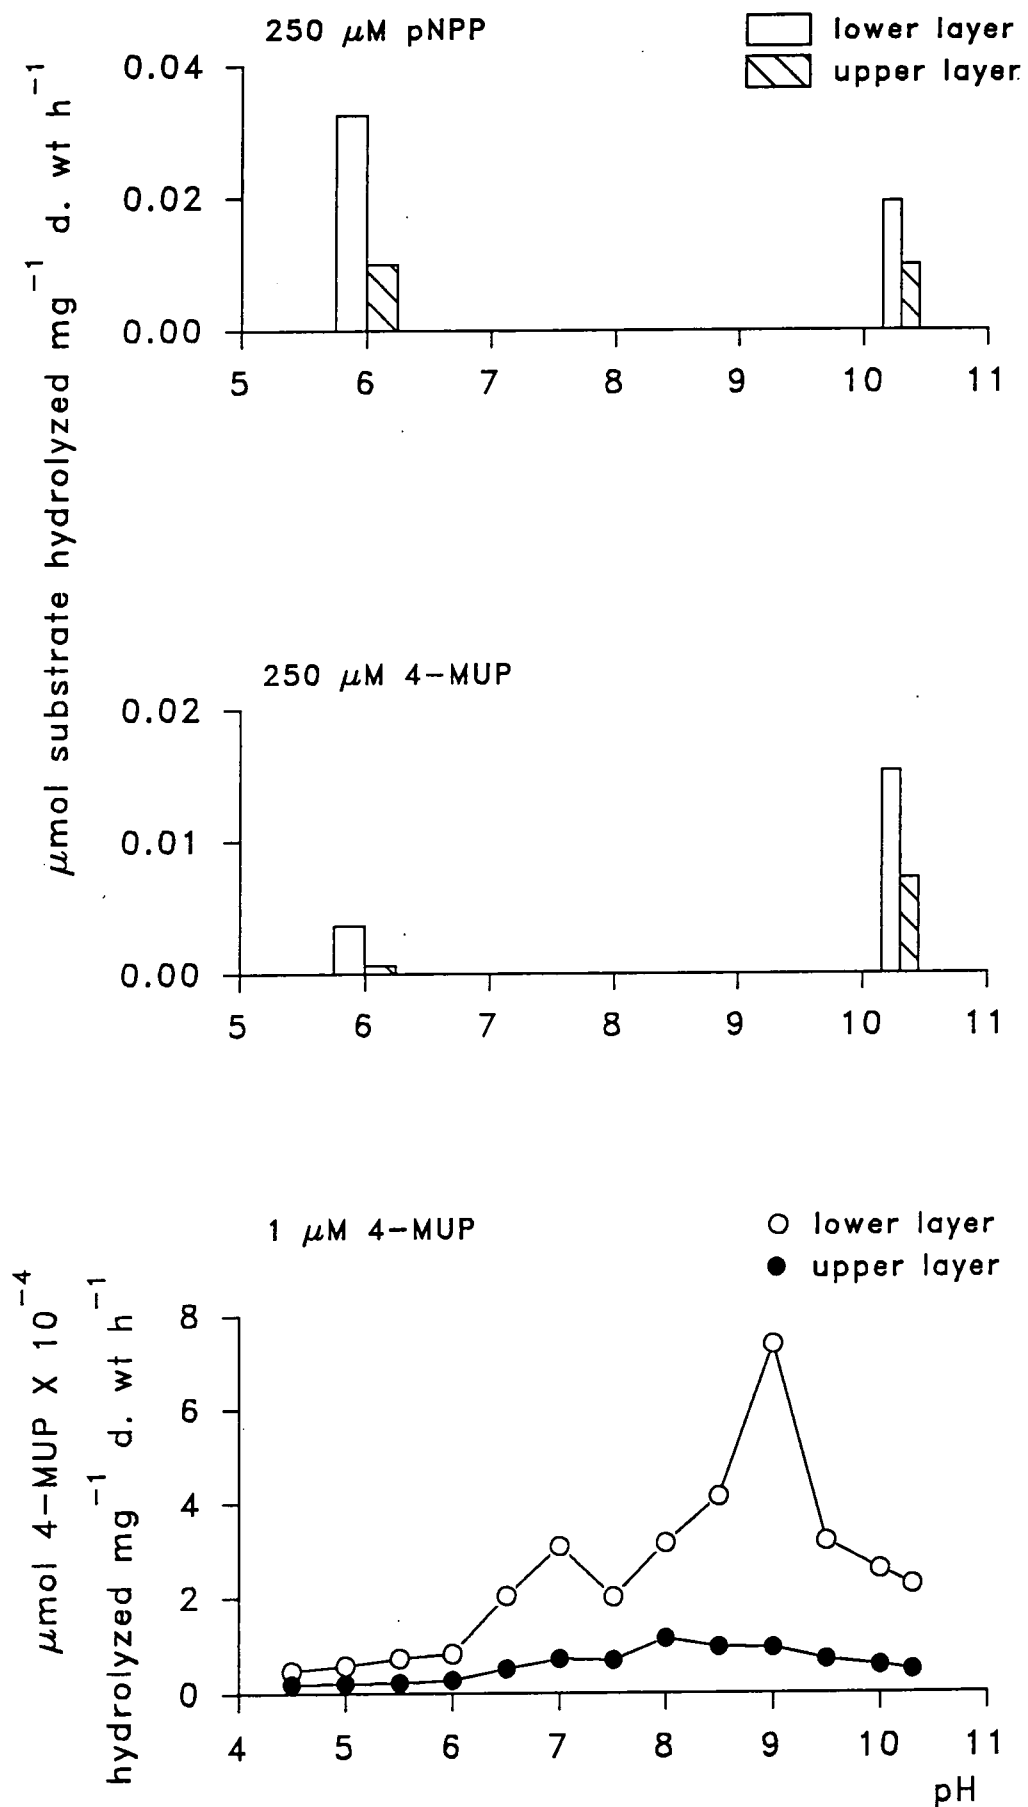 250 μM pNPP
lower layer
upper layer
0.04
0.02
0.00
5 6 7 8 9 10 11
μmol substrate hydrolyzed mg⁻¹ d. wt h⁻¹
250 μM 4-MUP
0.02
0.01
0.00
5 6 7 8 9 10 11
1 μM 4-MUP
lower layer
upper layer
μmol 4-MUP X 10⁻⁴
hydrolyzed mg⁻¹ d. wt h⁻¹
8
6
4
2
0
4 5 6 7 8 9 10 11
pH